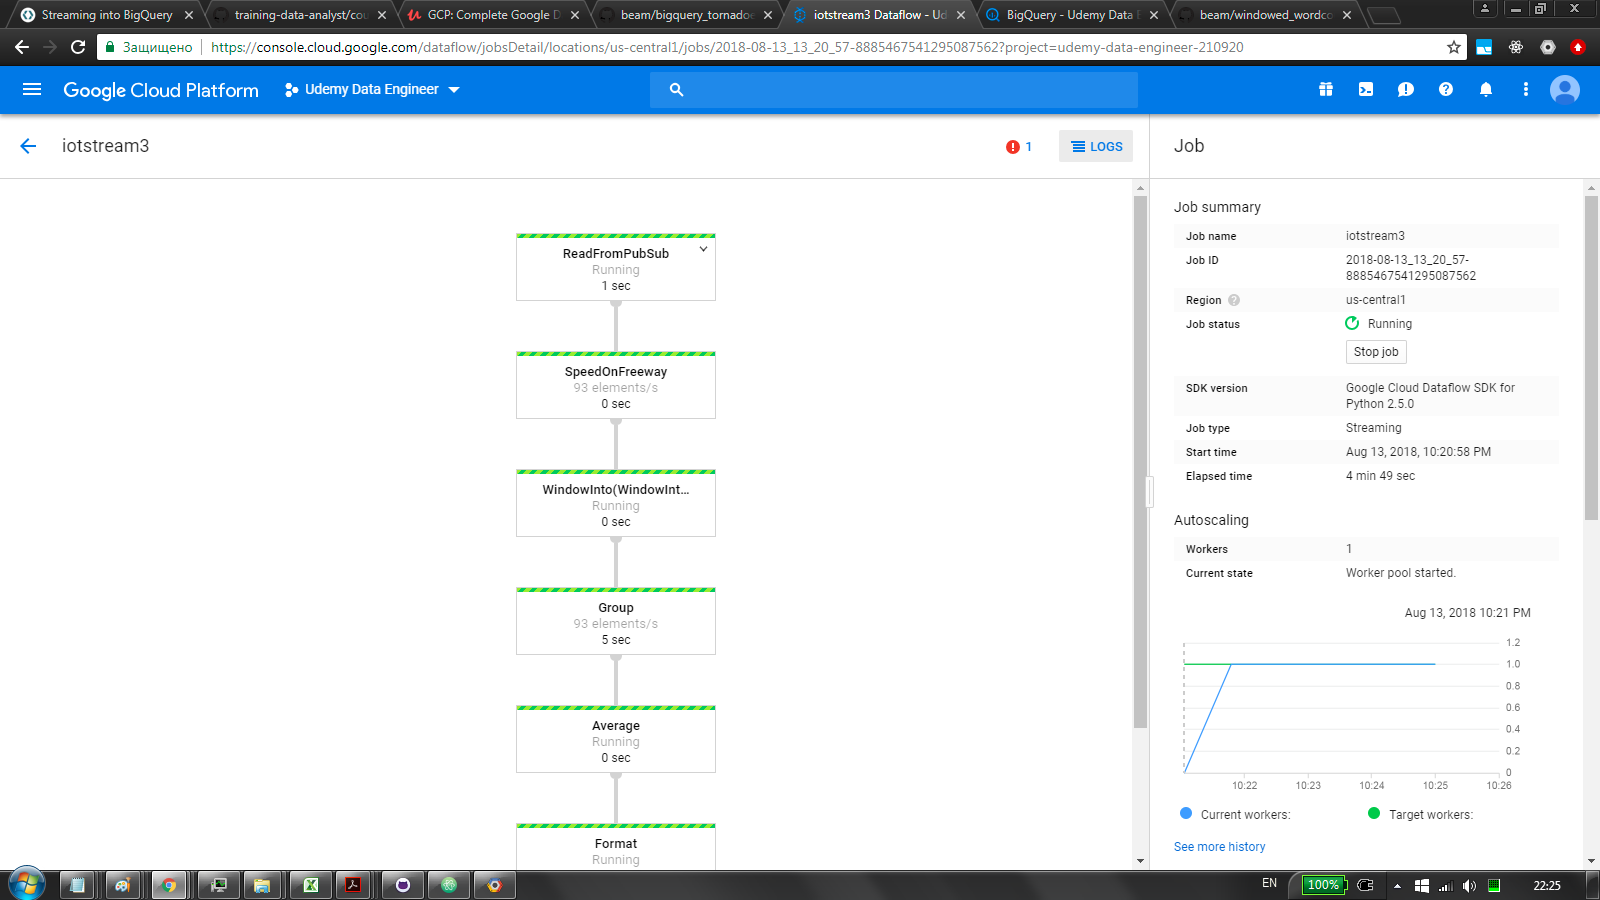 Streaming into BigQuery
training-data-analyst/cou
GCP: Complete Google D
beam/bigquery_tornadoe
iotstream3 Dataflow - Ud
BigQuery - Udemy Data E
beam/windowed_wordco
Защищено https://console.cloud.google.com/dataflow/jobsDetail/locations/us-central1/jobs/2018-08-13_13_20_57-8885467541295087562?project=udemy-data-engineer-210920
Google Cloud Platform
Udemy Data Engineer
iotstream3
1
LOGS
ReadFromPubSub
Running
1 sec
SpeedOnFreeway
93 elements/s
0 sec
WindowInto(WindowInt...
Running
0 sec
Group
93 elements/s
5 sec
Average
Running
0 sec
Format
Running
Job
Job summary
Job name iotstream3
Job ID 2018-08-13_13_20_57-
8885467541295087562
Region us-central1
Job status Running
Stop job
SDK version Google Cloud Dataflow SDK for
Python 2.5.0
Job type Streaming
Start time Aug 13, 2018, 10:20:58 PM
Elapsed time 4 min 49 sec
Autoscaling
Workers 1
Current state Worker pool started.
Aug 13, 2018 10:21 PM
1.2
1.0
0.8
0.6
0.4
0.2
0
10:22 10:23 10:24 10:25 10:26
Current workers: Target workers:
See more history
EN 100% 22:25